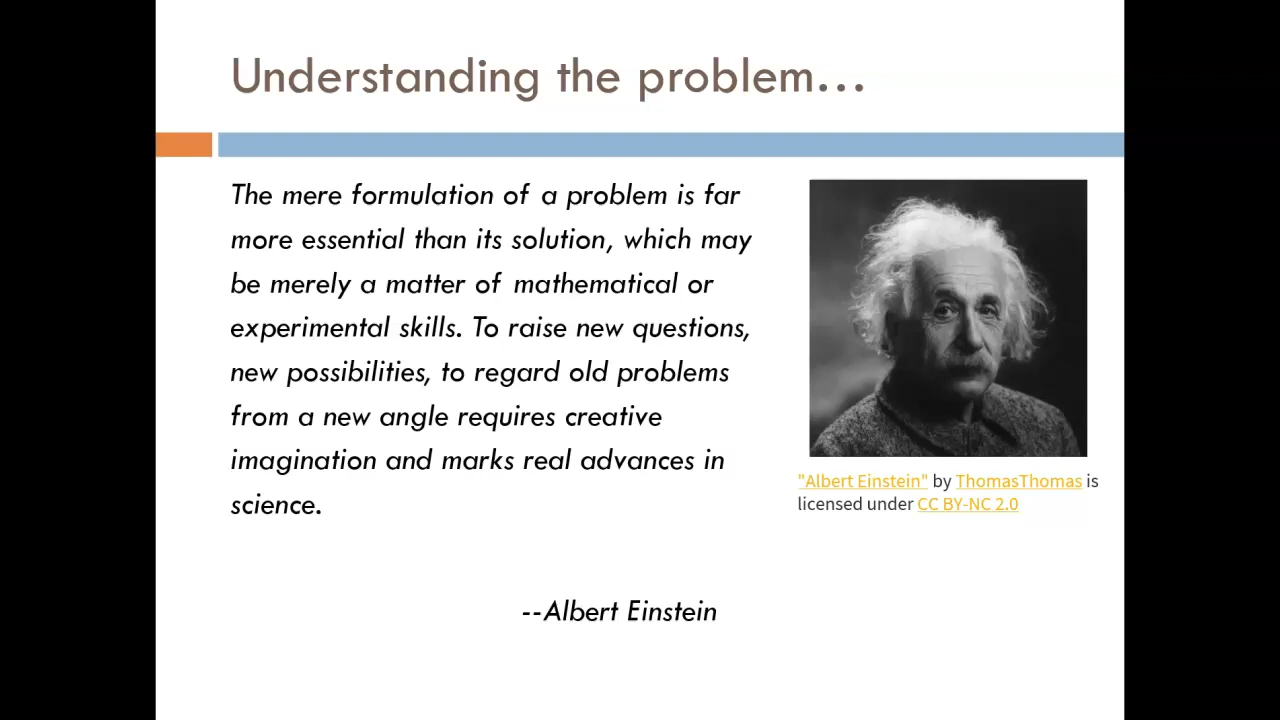 Understanding the problem…
The mere formulation of a problem is far
more essential than its solution, which may
be merely a matter of mathematical or
experimental skills. To raise new questions,
new possibilities, to regard old problems
from a new angle requires creative
imagination and marks real advances in
science.
--Albert Einstein
"Albert Einstein" by ThomasThomas is
licensed under CC BY-NC 2.0